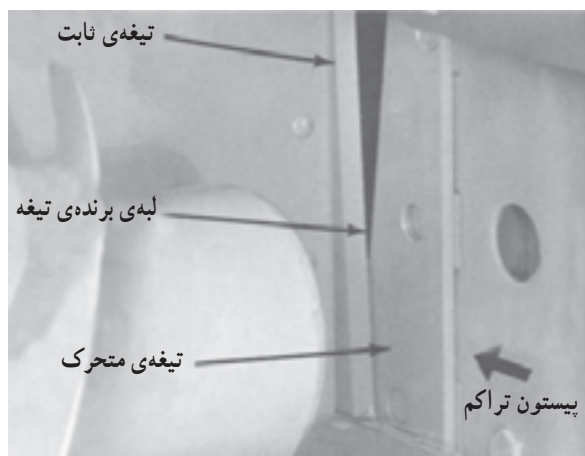 تیغه‌ی ثابت
لبه‌ی برنده‌ی تیغه
تیغه‌ی متحرک
پیستون تراکم